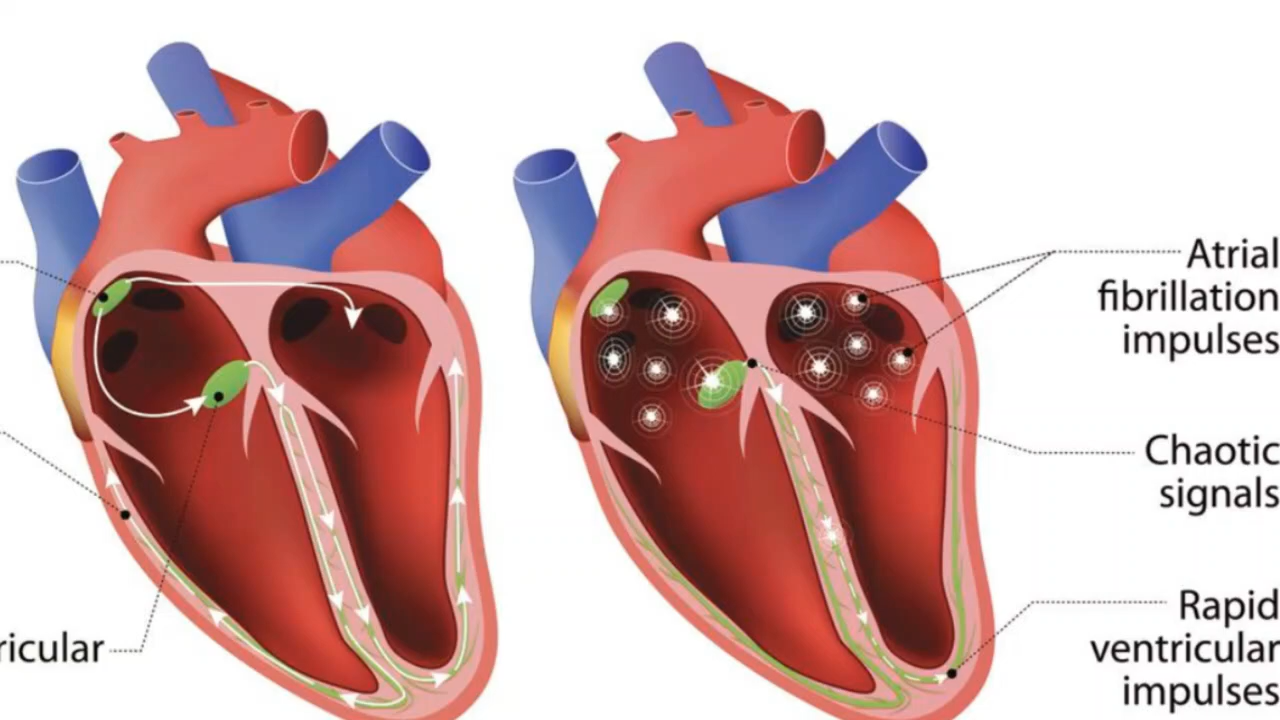 Atrial
fibrillation
impulses
Chaotic
signals
Rapid
ventricular
impulses
ricular